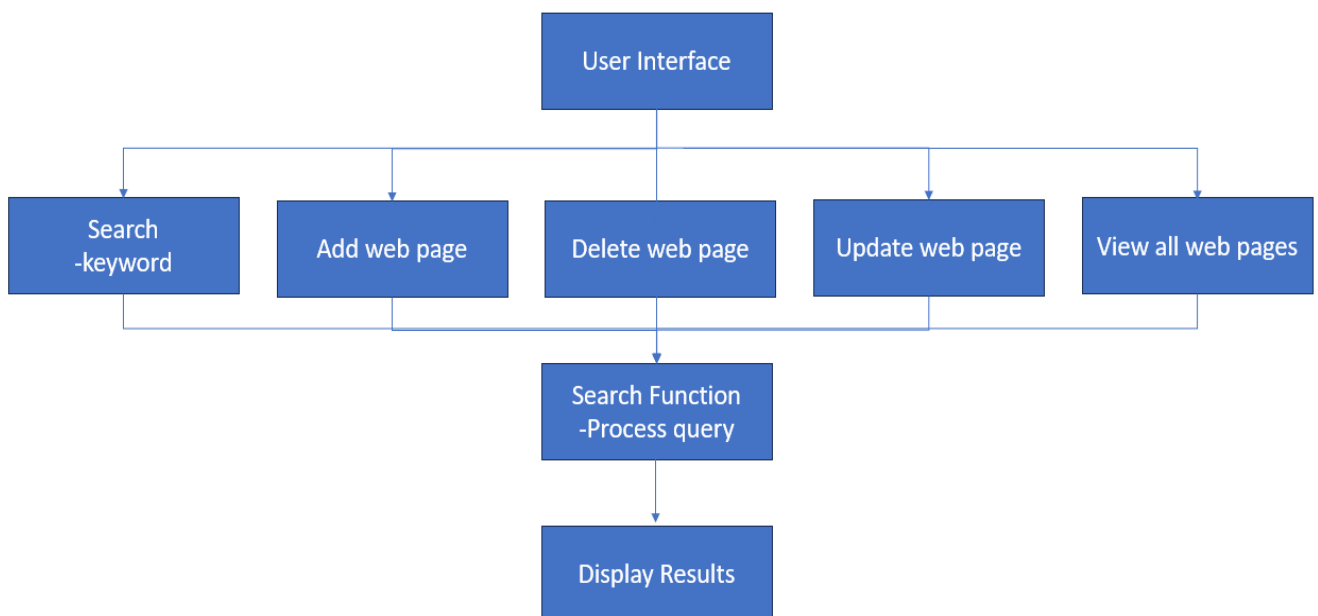 User Interface
Search
-keyword
Add web page
Delete web page
Update web page
View all web pages
Search Function
-Process query
Display Results